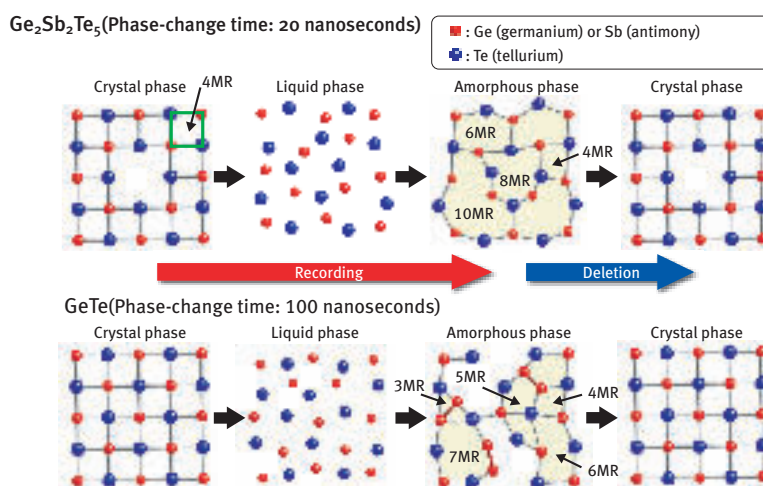 Ge₂Sb₂Te₅(Phase-change time: 20 nanoseconds)
: Ge (germanium) or Sb (antimony)
: Te (tellurium)
Crystal phase
Liquid phase
Amorphous phase
Crystal phase
4MR
6MR
4MR
8MR
10MR
Recording
Deletion
GeTe(Phase-change time: 100 nanoseconds)
Crystal phase
Liquid phase
Amorphous phase
Crystal phase
3MR
5MR
4MR
7MR
6MR